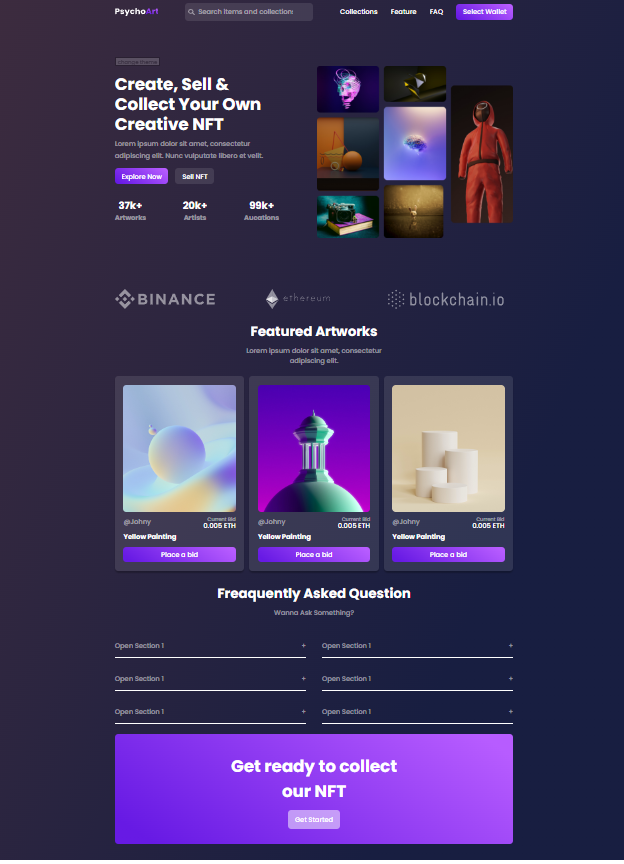 PsychoArt
Search items and collections
Collections
Feature
FAQ
Select Wallet
Create, Sell &
Collect Your Own
Creative NFT
Lorem ipsum dolor sit amet, consectetur
adipiscing elit. Nunc vulputate libero et velit.
Explore Now
Sell NFT
37k+
Artworks
20k+
Artists
99k+
Aucations
BINANCE
ethereum
blockchain.io
Featured Artworks
Lorem ipsum dolor sit amet, consectetur
adipiscing elit.
@Johny
Current Bid
0.005 ETH
Yellow Painting
Place a bid
@Johny
Current Bid
0.005 ETH
Yellow Painting
Place a bid
@Johny
Current Bid
0.005 ETH
Yellow Painting
Place a bid
Freaquently Asked Question
Wanna Ask Something?
Open Section 1 +
Open Section 1 +
Open Section 1 +
Open Section 1 +
Open Section 1 +
Open Section 1 +
Get ready to collect
our NFT
Get Started